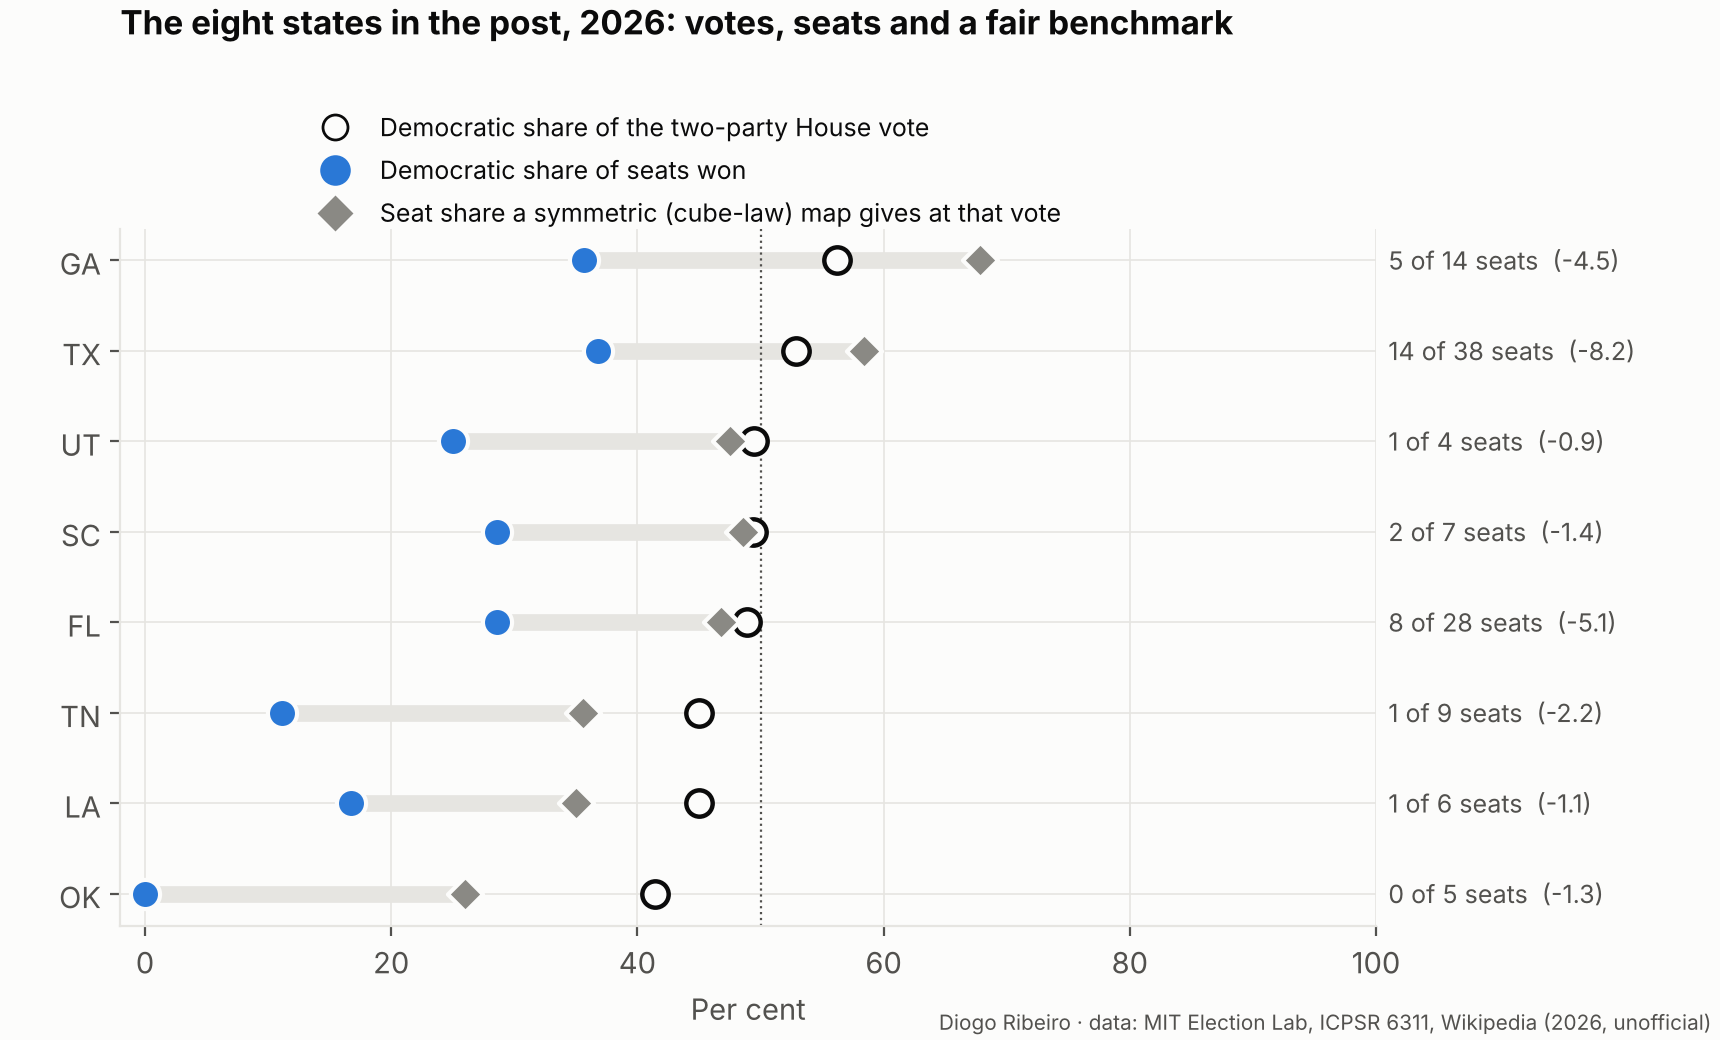 The eight states in the post, 2026: votes, seats and a fair benchmark
Democratic share of the two-party House vote
Democratic share of seats won
Seat share a symmetric (cube-law) map gives at that vote
GA 5 of 14 seats (-4.5)
TX 14 of 38 seats (-8.2)
UT 1 of 4 seats (-0.9)
SC 2 of 7 seats (-1.4)
FL 8 of 28 seats (-5.1)
TN 1 of 9 seats (-2.2)
LA 1 of 6 seats (-1.1)
OK 0 of 5 seats (-1.3)
0 20 40 60 80 100
Per cent
Diogo Ribeiro · data: MIT Election Lab, ICPSR 6311, Wikipedia (2026, unofficial)